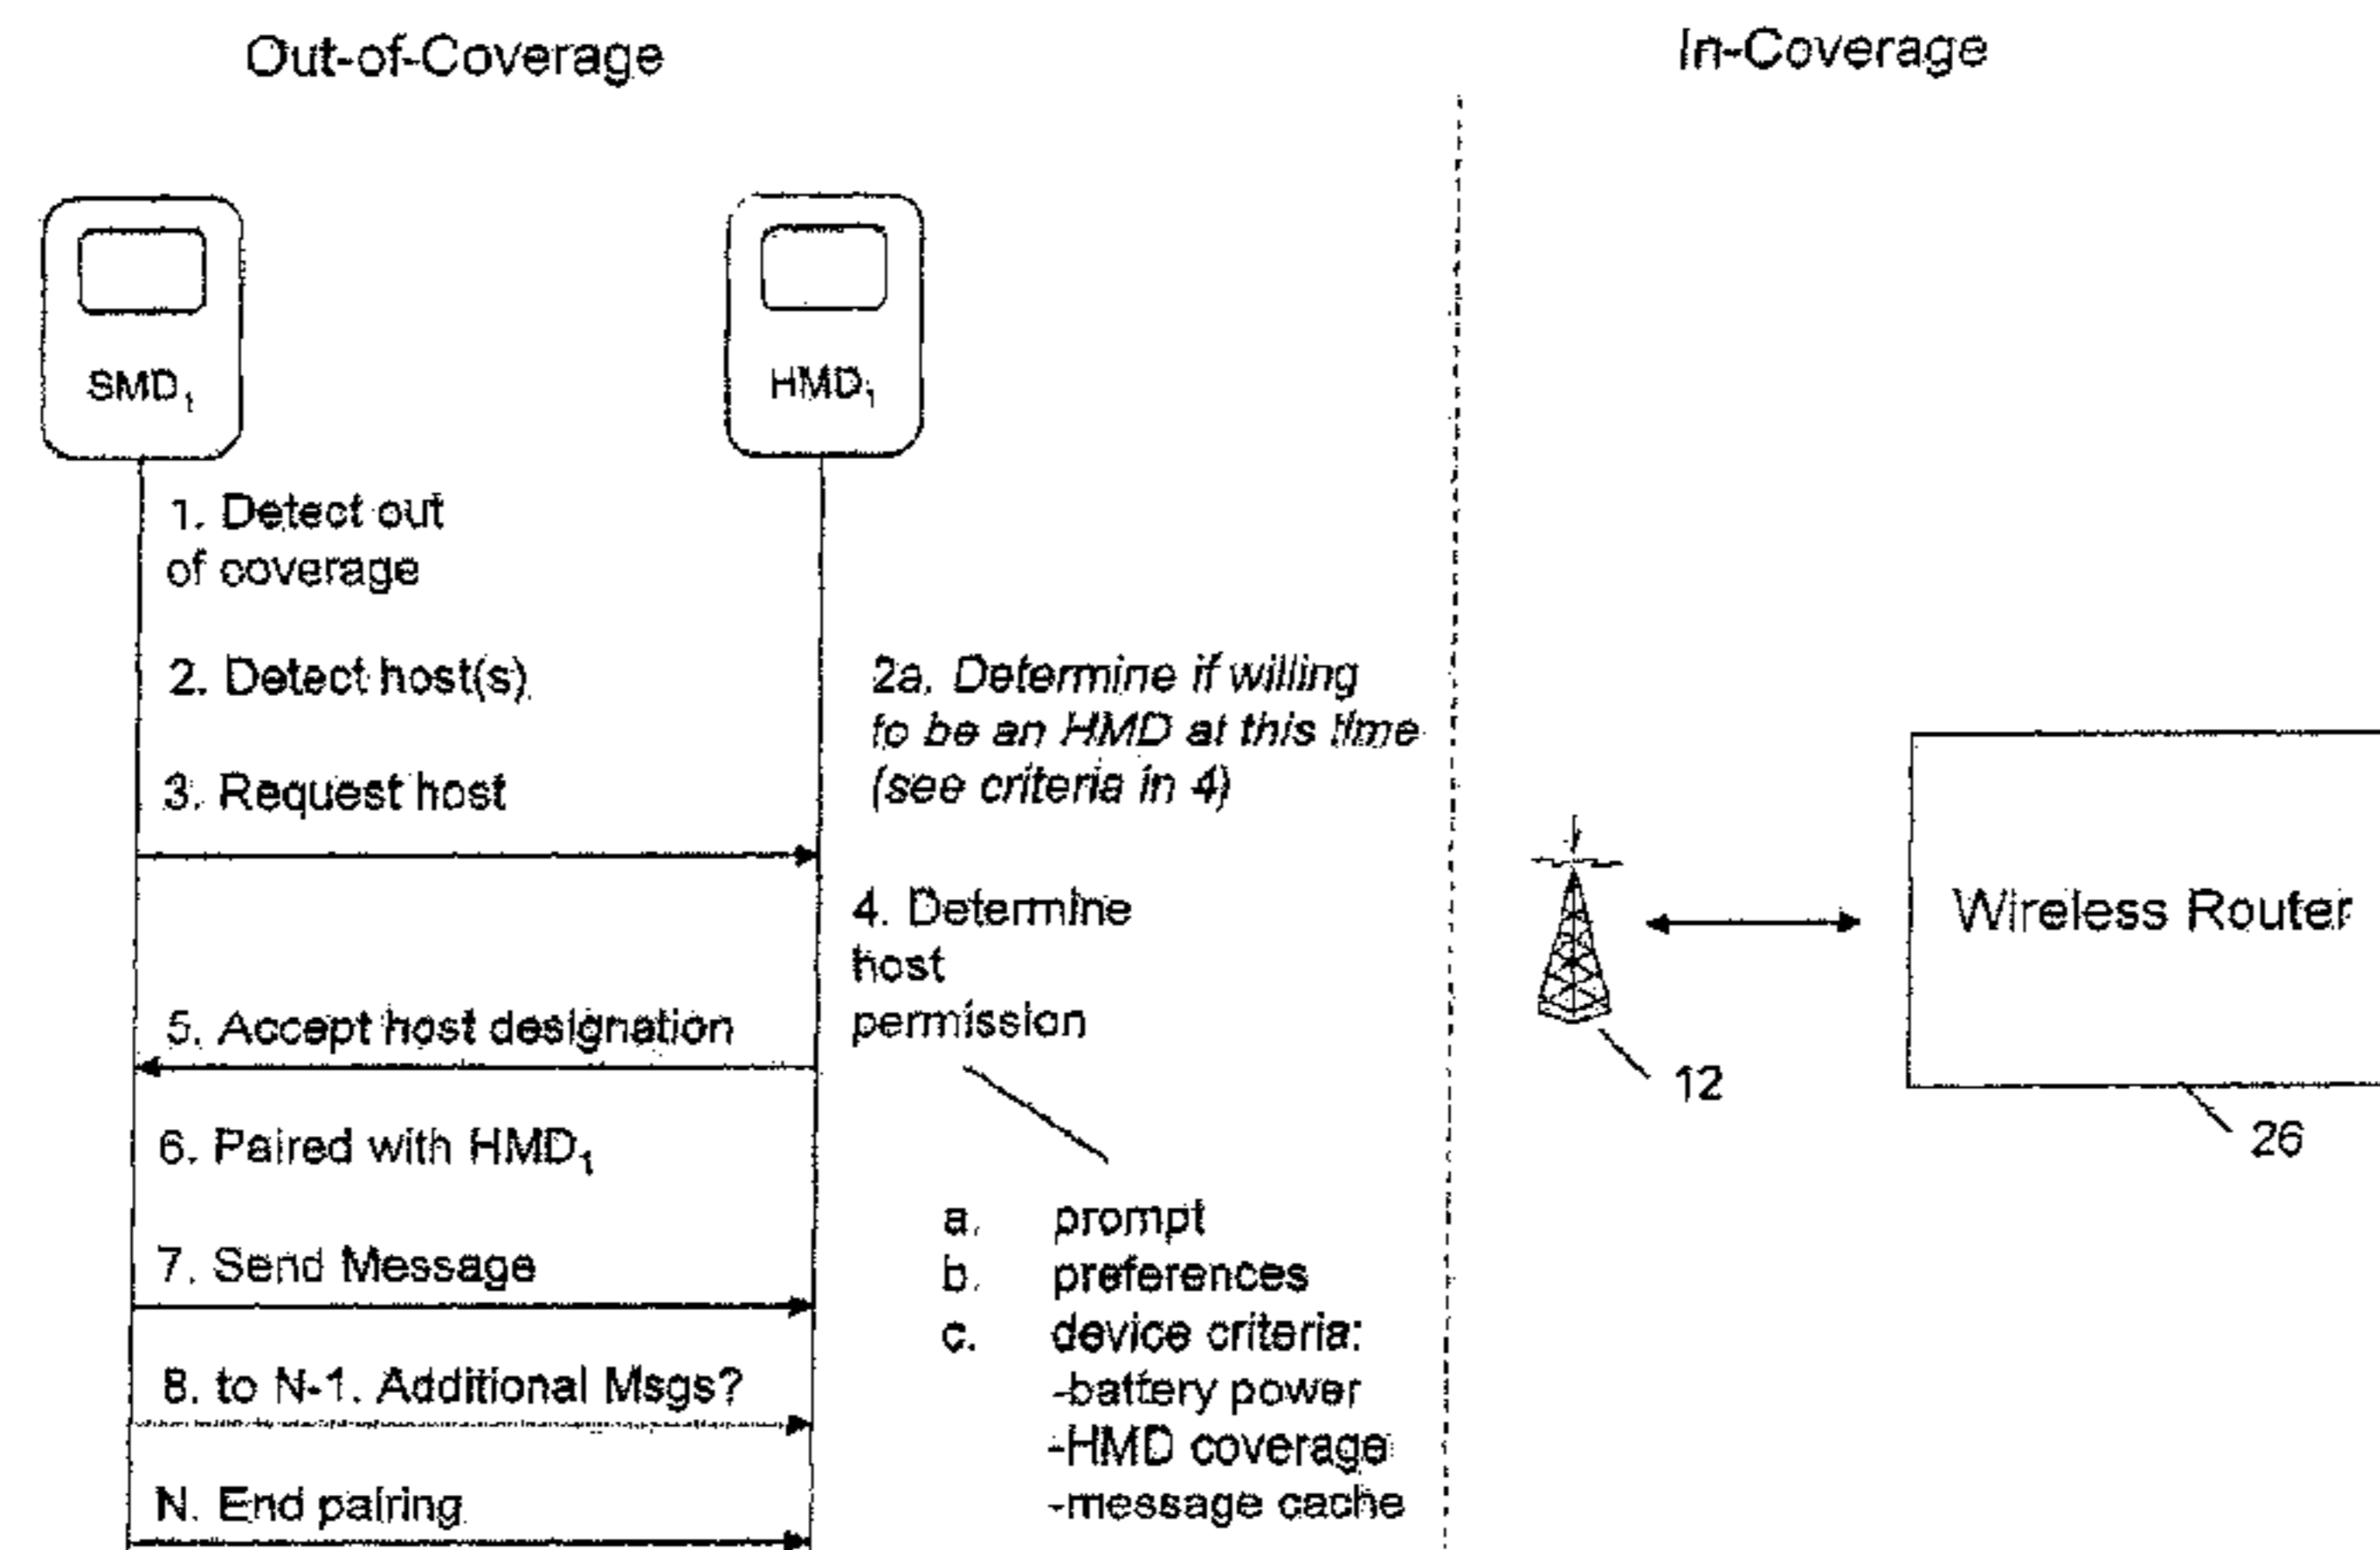 Out-of-Coverage
In-Coverage
SMD₁
HMD₁
1. Detect out
of coverage
2. Detect host(s)
2a. Determine if willing
to be an HMD at this time
(see criteria in 4)
3. Request host
4. Determine
host
permission
5. Accept host designation
Wireless Router
12
26
6. Paired with HMD₁
a. prompt
b. preferences
c. device criteria:
-battery power
-HMD coverage
-message cache
7. Send Message
8. to N-1. Additional Msgs?
N. End pairing